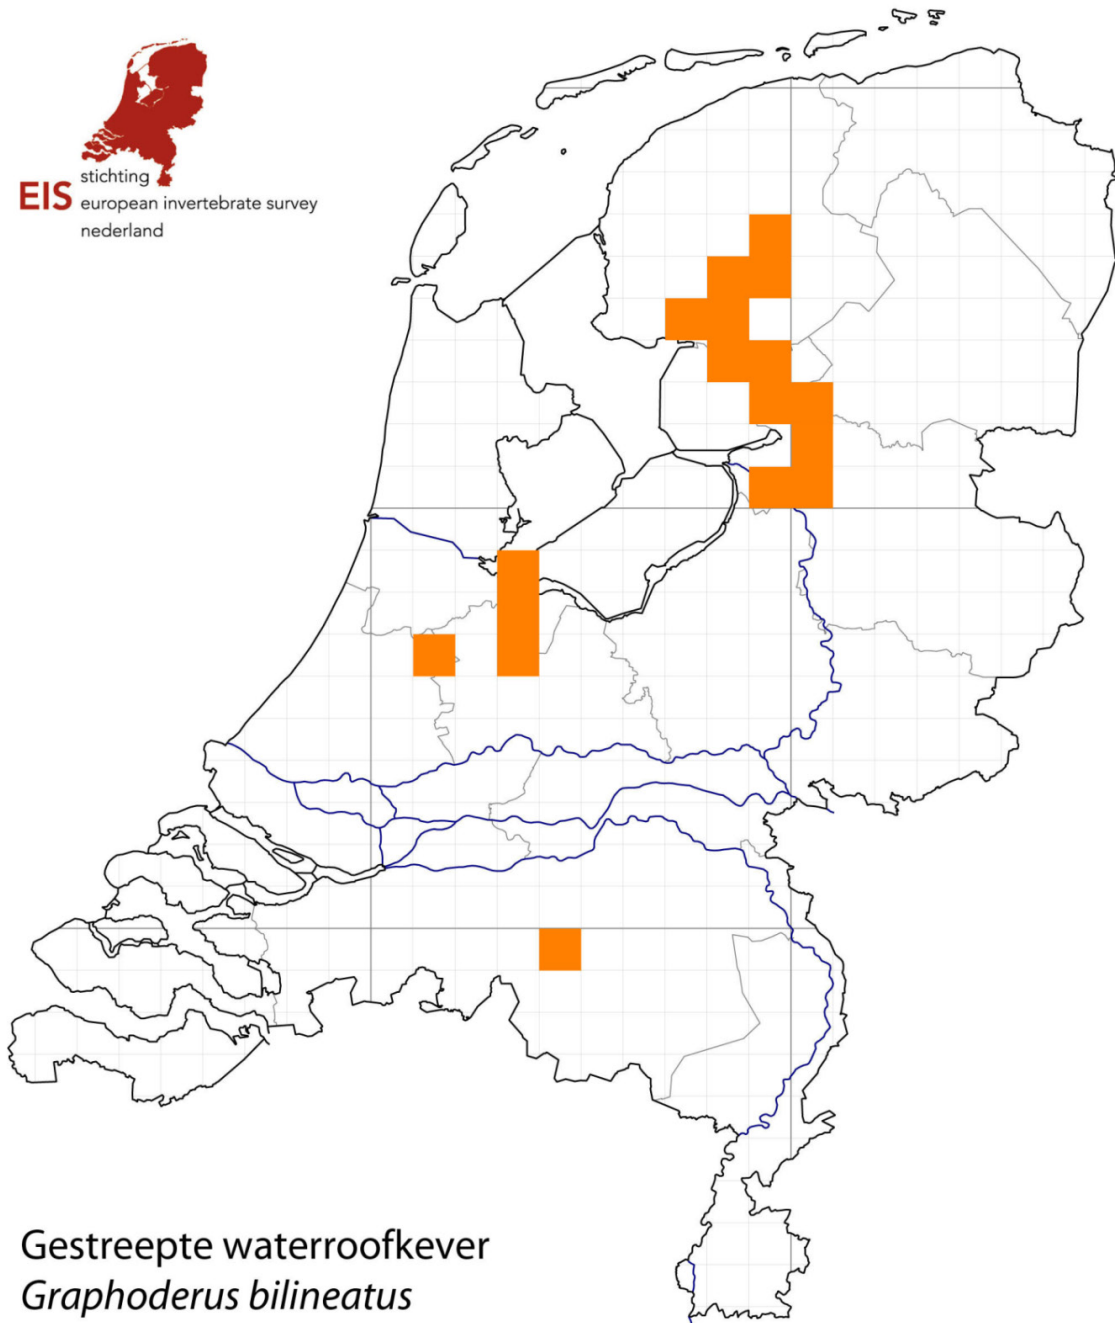 stichting
EIS european invertebrate survey
nederland
Gestreepte waterroofkever
Graphoderus bilineatus